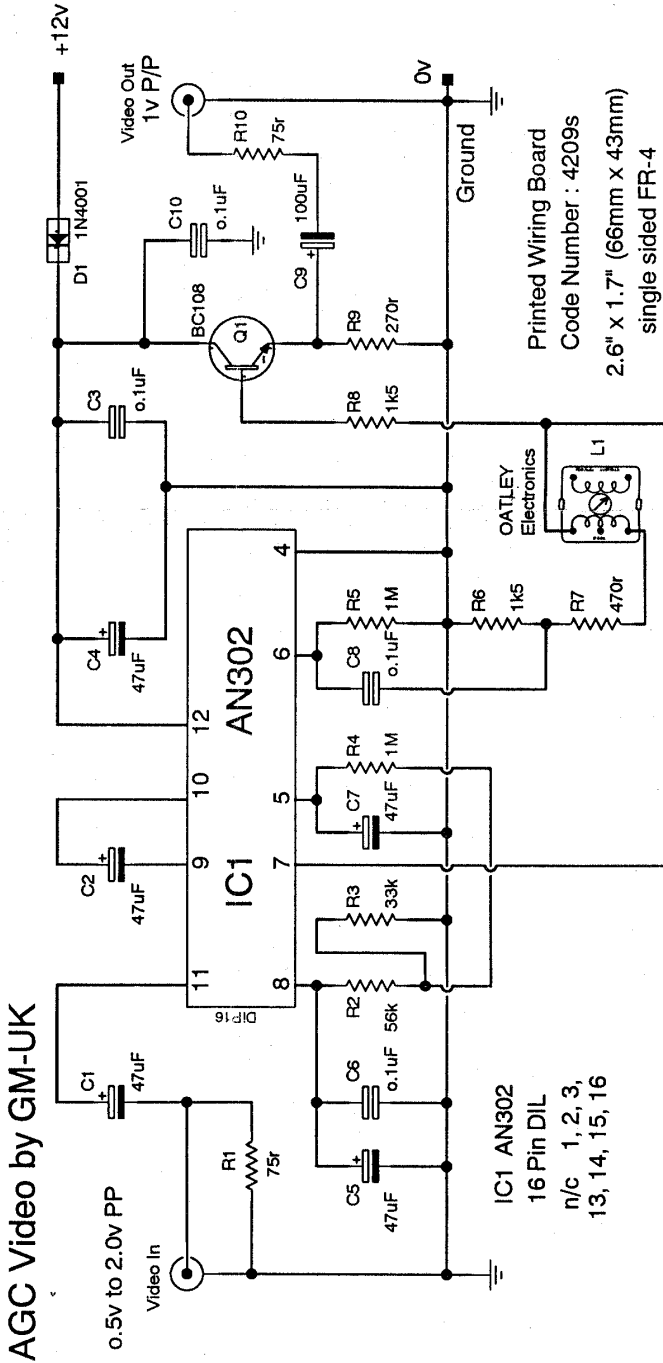 AGC Video by GM-UK
0.5v to 2.0v PP
Video In
R1
75r
C1
47uF
+
11
C2
47uF
+
9
10
C4
47uF
+
12
C3
0.1uF
D1
1N4001
+12v
DiP16
IC1
AN302
8
7
5
6
4
C5
47uF
+
C6
0.1uF
R2
56k
R3
33k
C7
47uF
+
R4
1M
C8
0.1uF
R5
1M
R6
1k5
R7
470r
OATLEY
Electronics
L1
R8
1k5
R9
270r
BC108
Q1
C10
0.1uF
C9
100uF
+
R10
75r
Video Out
1v P/P
0v
Ground
IC1 AN302
16 Pin DIL
n/c 1, 2, 3,
13, 14, 15, 16
Printed Wiring Board
Code Number : 4209s
2.6" x 1.7" (66mm x 43mm)
single sided FR-4